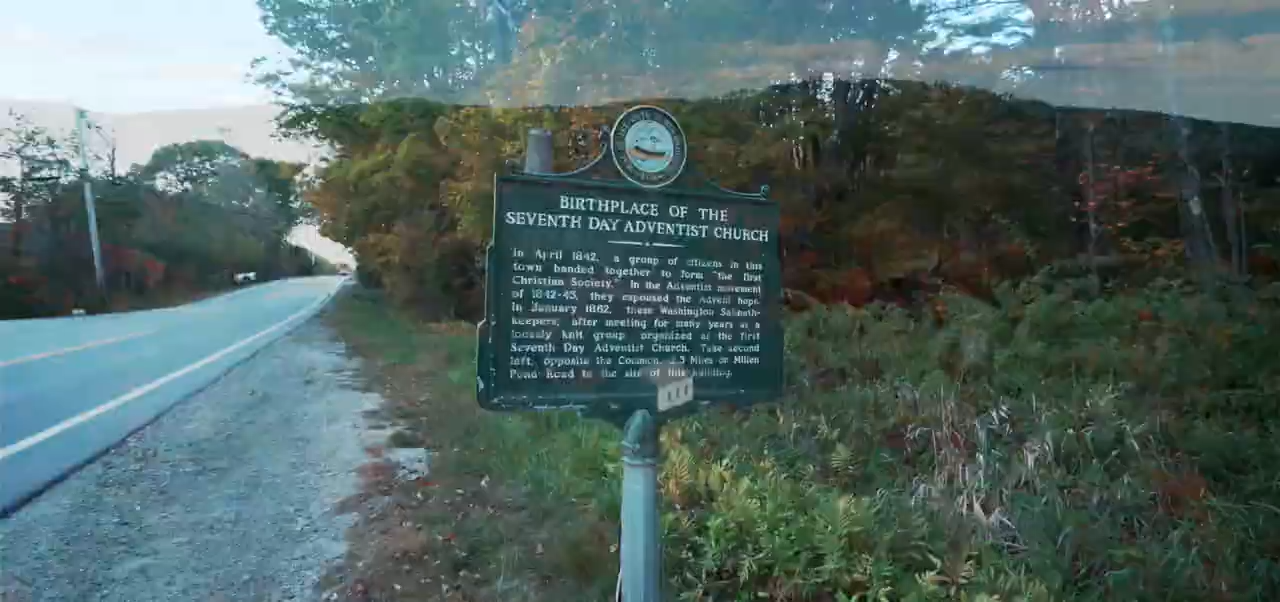 BIRTHPLACE OF THE
SEVENTH DAY ADVENTIST CHURCH
In April 1842, a group of citizens in this
town banded together to form "the first
Christian Society." In the Adventist movement
of 1842-43, they espoused the Advent hope.
In January 1862, these Washington Sabbath-
keepers, after meeting for many years as a
loosely knit group organized as the first
Seventh Day Adventist Church. Take second
left, opposite the Common, 2.3 Miles on Millen
Pond Road to the site of this building.
111